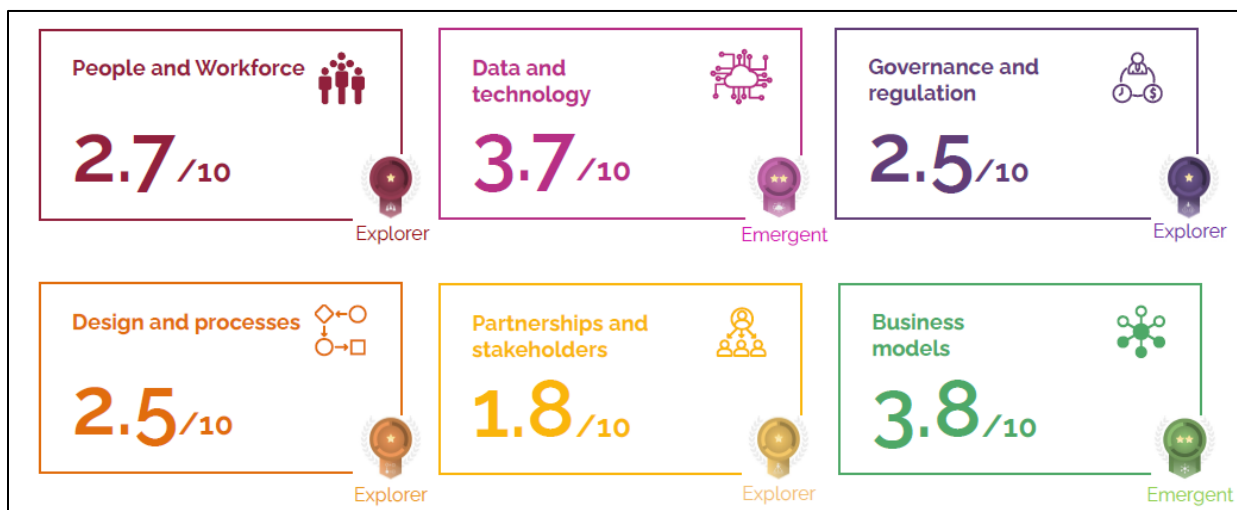 People and Workforce
2.7/10
Explorer
Data and
technology
3.7/10
Emergent
Governance and
regulation
$
2.5/10
Explorer
Design and processes
2.5/10
Explorer
Partnerships and
stakeholders
1.8/10
Explorer
Business
models
3.8/10
Emergent